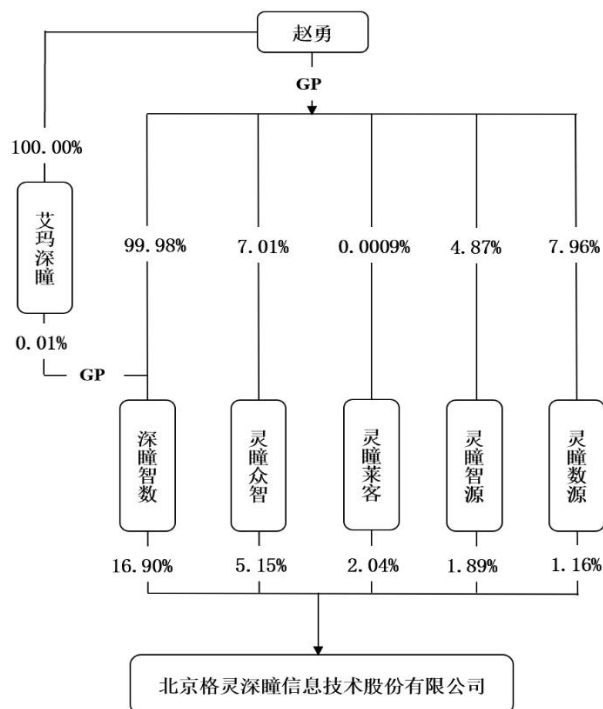 赵勇
GP
100.00%
艾玛深瞳
99.98%
7.01%
0.0009%
4.87%
7.96%
0.01%
GP
深瞳智数
灵瞳众智
灵瞳莱客
灵瞳智源
灵瞳数源
16.90%
5.15%
2.04%
1.89%
1.16%
北京格灵深瞳信息技术股份有限公司